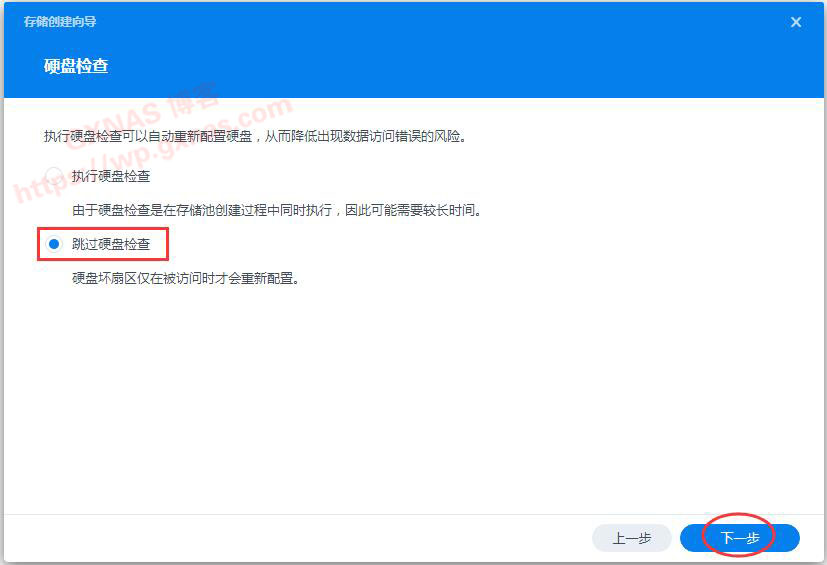 存储创建向导
硬盘检查
GXNAS 博客
https://wp.gxnas.com
执行硬盘检查可以自动重新配置硬盘，从而降低出现数据访问错误的风险。
执行硬盘检查
由于硬盘检查是在存储池创建过程中同时执行，因此可能需要较长时间。
跳过硬盘检查
硬盘坏扇区仅在被访问时才会重新配置。
上一步
下一步